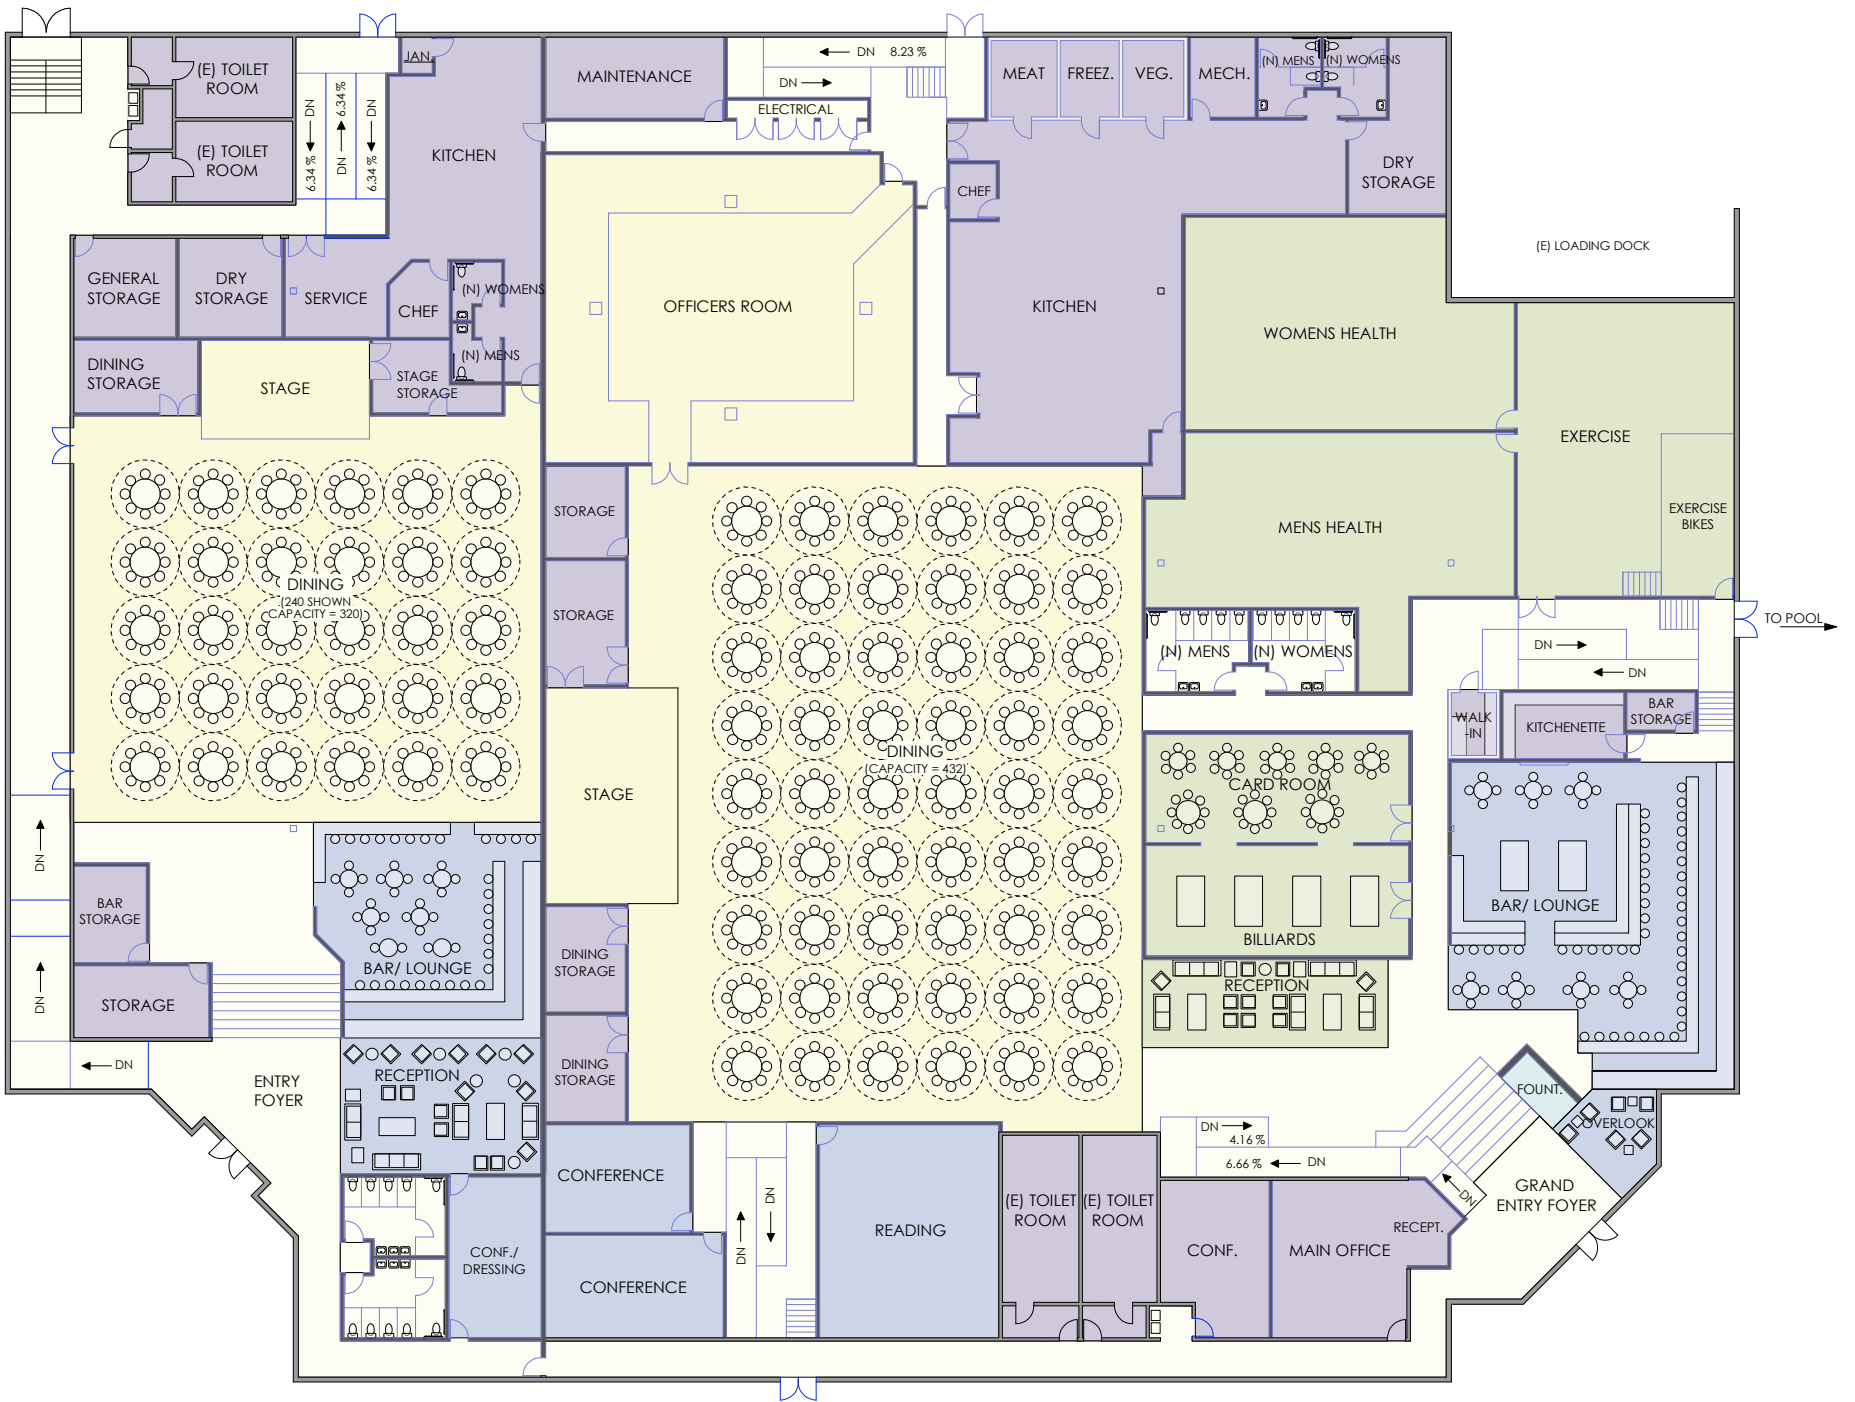 JAN.
(E) TOILET
ROOM
(E) TOILET
ROOM
6.34 % DN
DN 6.34 %
6.34 % DN
KITCHEN
MAINTENANCE
DN 8.23 %
DN
ELECTRICAL
MEAT
FREEZ.
VEG.
MECH.
(N) MENS
(N) WOMENS
DRY
STORAGE
CHEF
(E) LOADING DOCK
GENERAL
STORAGE
DRY
STORAGE
SERVICE
CHEF
(N) WOMENS
(N) MENS
OFFICERS ROOM
KITCHEN
WOMENS HEALTH
DINING
STORAGE
STAGE
STAGE
STORAGE
EXERCISE
EXERCISE
BIKES
MENS HEALTH
STORAGE
STORAGE
DINING
(240 SHOWN
CAPACITY = 320)
(N) MENS
(N) WOMENS
TO POOL
DN
DN
WALK
-IN
KITCHENETTE
BAR
STORAGE
DINING
(CAPACITY = 432)
STAGE
CARD ROOM
BILLIARDS
BAR/ LOUNGE
DN
DN
BAR
STORAGE
STORAGE
BAR/ LOUNGE
DINING
STORAGE
DINING
STORAGE
RECEPTION
DN
ENTRY
FOYER
RECEPTION
FOUNT.
OVERLOOK
DN
4.16 %
6.66 % DN
DN
GRAND
ENTRY FOYER
CONFERENCE
CONFERENCE
CONF./
DRESSING
DN
DN
READING
(E) TOILET
ROOM
(E) TOILET
ROOM
CONF.
MAIN OFFICE
RECEPT.